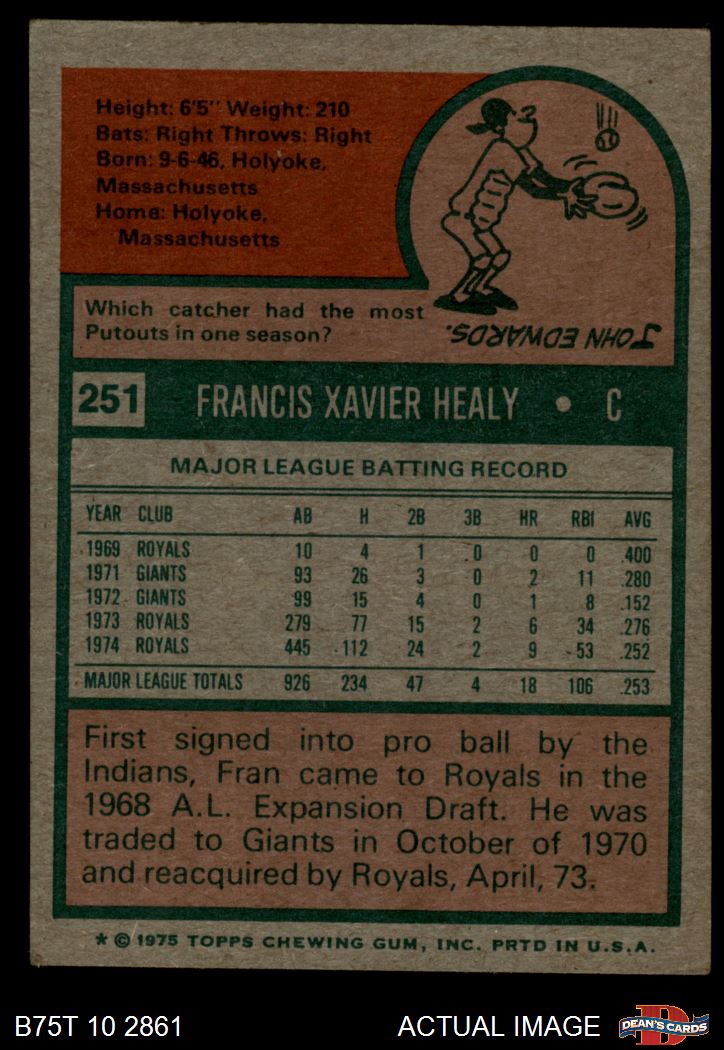 Height: 6'5" Weight: 210
Bats: Right Throws: Right
Born: 9-6-46, Holyoke,
Massachusetts
Home: Holyoke,
Massachusetts
Which catcher had the most
Putouts in one season?
JOHN EDWARDS.
251 FRANCIS XAVIER HEALY • C
MAJOR LEAGUE BATTING RECORD
YEAR CLUB AB H 2B 3B HR RBI AVG
1969 ROYALS 10 4 1 0 0 0 .400
1971 GIANTS 93 26 3 0 2 11 .280
1972 GIANTS 99 15 4 0 1 8 .152
1973 ROYALS 279 77 15 2 6 34 .276
1974 ROYALS 445 112 24 2 9 53 .252
MAJOR LEAGUE TOTALS 926 234 47 4 18 106 .253
First signed into pro ball by the
Indians, Fran came to Royals in the
1968 A.L. Expansion Draft. He was
traded to Giants in October of 1970
and reacquired by Royals, April, 73.
* © 1975 TOPPS CHEWING GUM, INC. PRTD IN U.S.A.
B75T 10 2861 ACTUAL IMAGE D DEAN'S CARDS